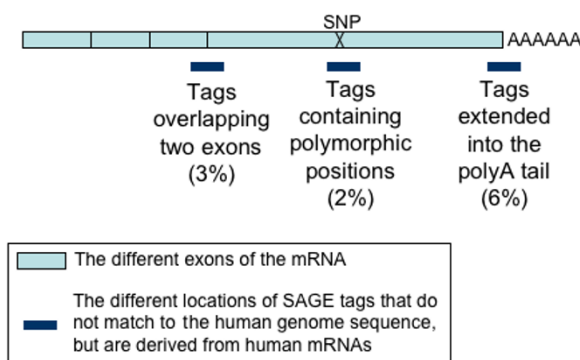 SNP
X
AAAAAA
Tags
overlapping
two exons
(3%)
Tags
containing
polymorphic
positions
(2%)
Tags
extended
into the
polyA tail
(6%)
The different exons of the mRNA
The different locations of SAGE tags that do
not match to the human genome sequence,
but are derived from human mRNAs